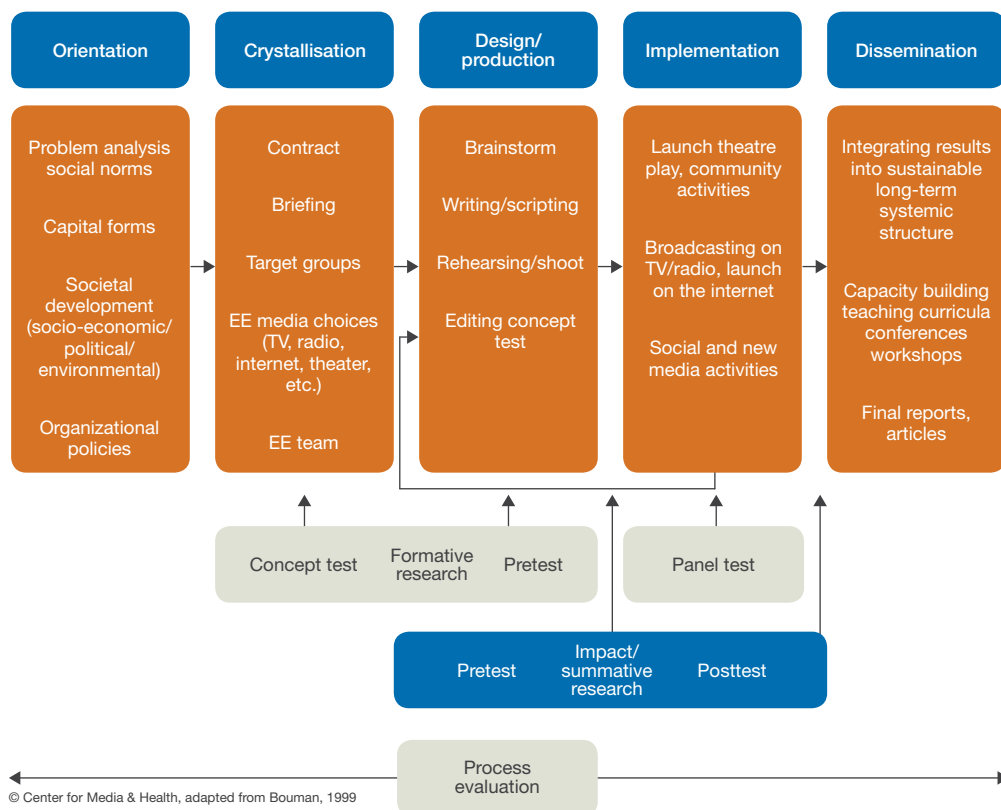 Orientation
Crystallisation
Design/
production
Implementation
Dissemination
Problem analysis
social norms
Capital forms
Societal
development
(socio-economic/
political/
environmental)
Organizational
policies
Contract
Briefing
Target groups
EE media choices
(TV, radio,
internet, theater,
etc.)
EE team
Brainstorm
Writing/scripting
Rehearsing/shoot
Editing concept
test
Launch theatre
play, community
activities
Broadcasting on
TV/radio, launch
on the internet
Social and new
media activities
Integrating results
into sustainable
long-term
systemic
structure
Capacity building
teaching curricula
conferences
workshops
Final reports,
articles
Concept test
Formative
research
Pretest
Panel test
Pretest
Impact/
summative
research
Posttest
Process
evaluation
© Center for Media & Health, adapted from Bouman, 1999